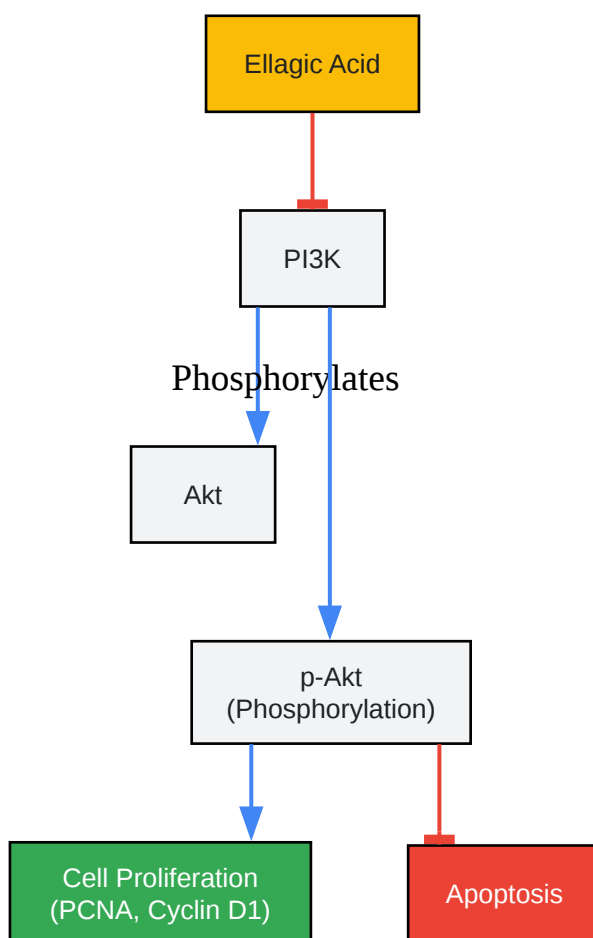 Ellagic Acid
PI3K
Phosphorylates
Akt
p-Akt
(Phosphorylation)
Cell Proliferation
(PCNA, Cyclin D1)
Apoptosis